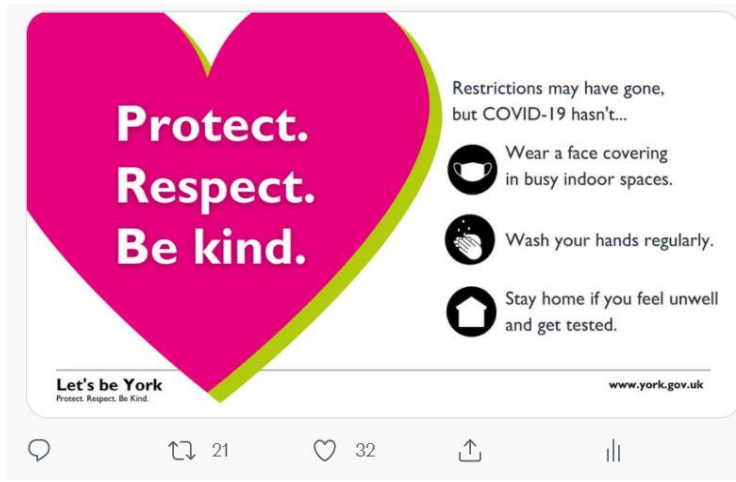 Protect.
Respect.
Be kind.
Restrictions may have gone,
but COVID-19 hasn't...
Wear a face covering
in busy indoor spaces.
Wash your hands regularly.
Stay home if you feel unwell
and get tested.
Let's be York
Protect. Respect. Be Kind.
www.york.gov.uk
21
32